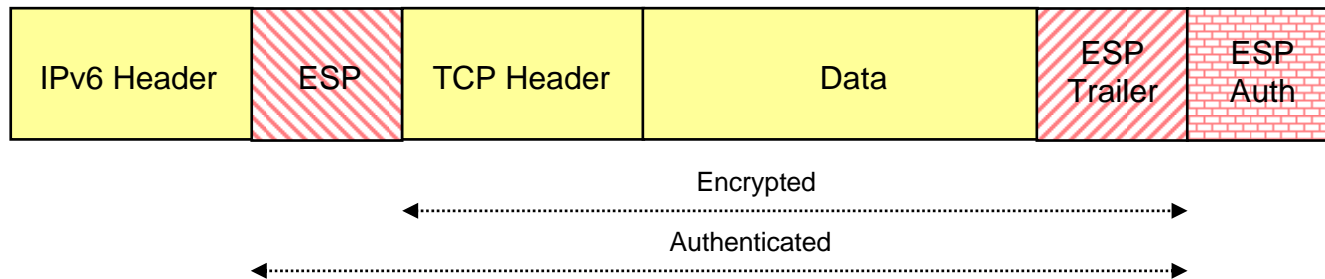 IPv6 Header
ESP
TCP Header
Data
ESP
Trailer
ESP
Auth
Encrypted
Authenticated